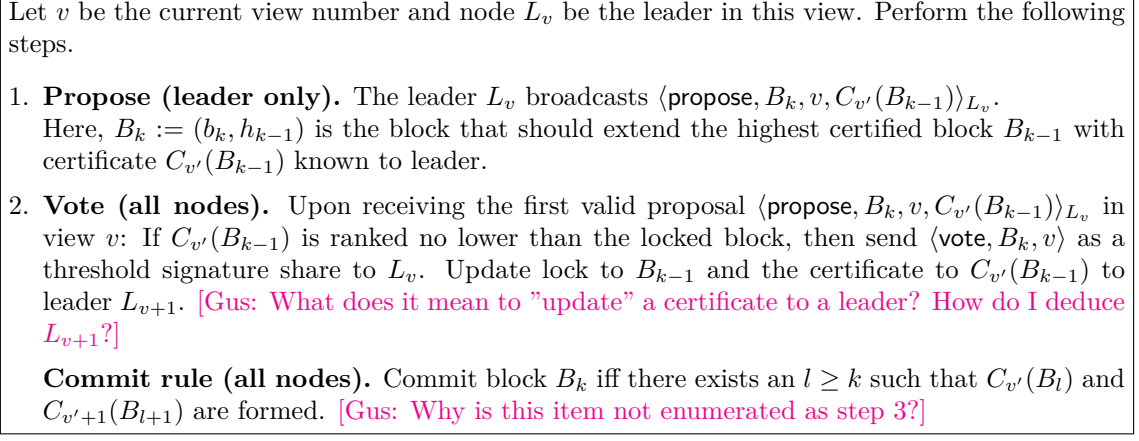 Let v be the current view number and node L_v be the leader in this view. Perform the following
steps.
1. Propose (leader only). The leader L_v broadcasts ⟨propose, B_k, v, C_{v'}(B_{k−1})⟩_{L_v}.
Here, B_k := (b_k, h_{k−1}) is the block that should extend the highest certified block B_{k−1} with
certificate C_{v'}(B_{k−1}) known to leader.
2. Vote (all nodes). Upon receiving the first valid proposal ⟨propose, B_k, v, C_{v'}(B_{k−1})⟩_{L_v} in
view v: If C_{v'}(B_{k−1}) is ranked no lower than the locked block, then send ⟨vote, B_k, v⟩ as a
threshold signature share to L_v. Update lock to B_{k−1} and the certificate to C_{v'}(B_{k−1}) to
leader L_{v+1}. [Gus: What does it mean to ”update” a certificate to a leader? How do I deduce
L_{v+1}?]
Commit rule (all nodes). Commit block B_k iff there exists an l ≥ k such that C_{v'}(B_l) and
C_{v'+1}(B_{l+1}) are formed. [Gus: Why is this item not enumerated as step 3?]